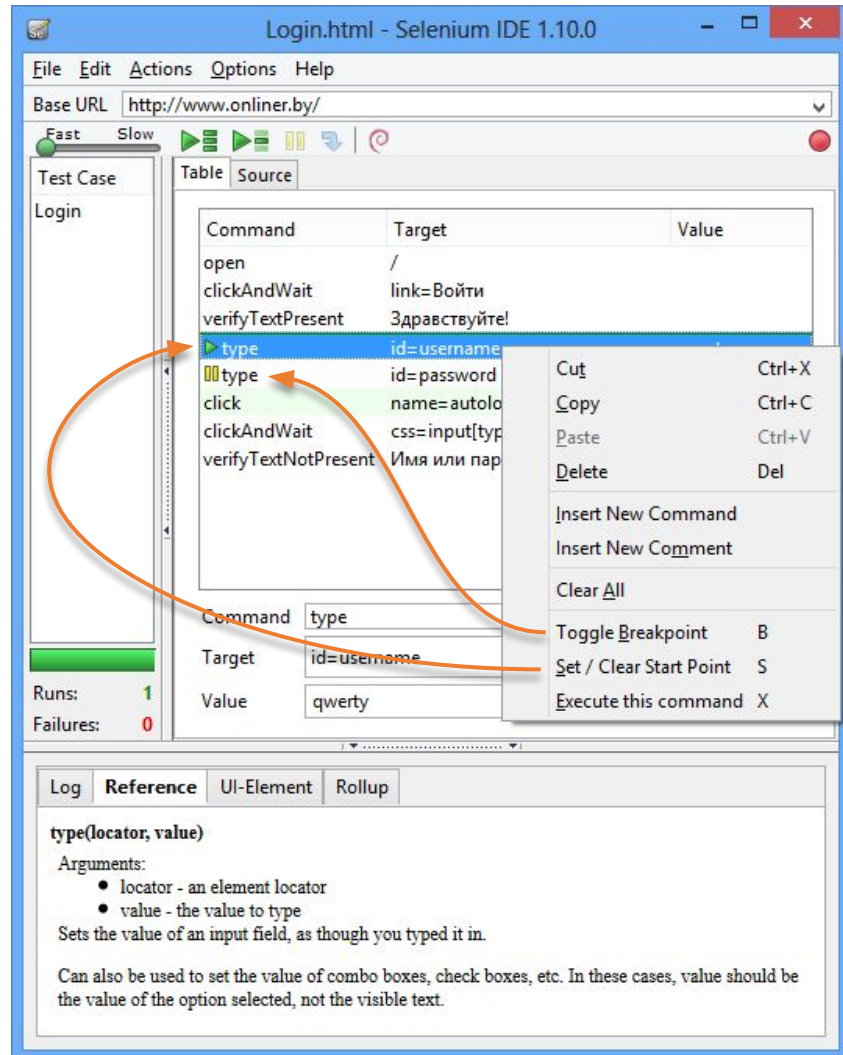 Login.html - Selenium IDE 1.10.0
File Edit Actions Options Help
Base URL http://www.onliner.by/
Fast Slow
Test Case
Login
Table Source
Command Target Value
open /
clickAndWait link=Войти
verifyTextPresent Здравствуйте!
type id=username
type id=password
click name=autolo
clickAndWait css=input[typ
verifyTextNotPresent Имя или пар
Cut Ctrl+X
Copy Ctrl+C
Paste Ctrl+V
Delete Del
Insert New Command
Insert New Comment
Clear All
Toggle Breakpoint B
Set / Clear Start Point S
Execute this command X
Command type
Target id=username
Value qwerty
Runs: 1
Failures: 0
Log Reference UI-Element Rollup
type(locator, value)
Arguments:
• locator - an element locator
• value - the value to type
Sets the value of an input field, as though you typed it in.
Can also be used to set the value of combo boxes, check boxes, etc. In these cases, value should be
the value of the option selected, not the visible text.